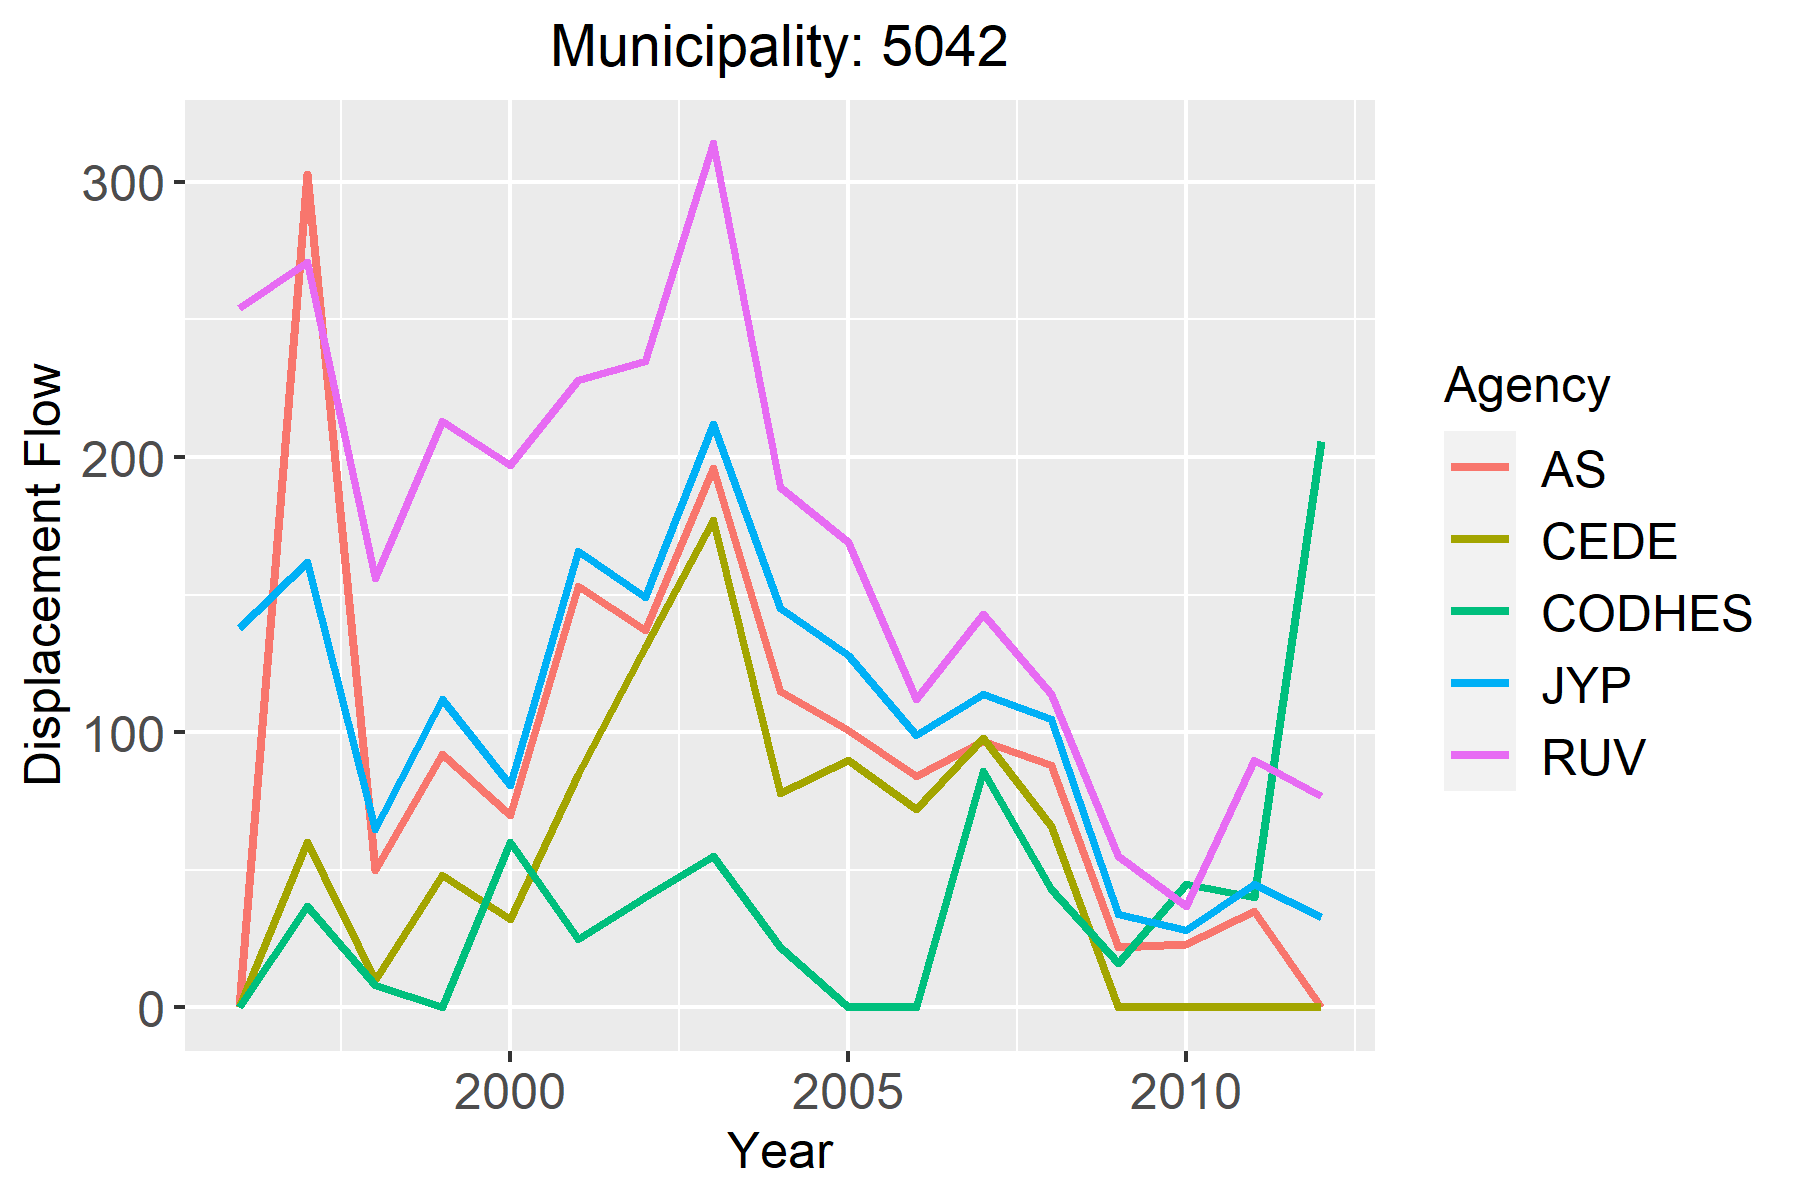 Municipality: 5042
Displacement Flow
300
200
100
0
2000
2005
2010
Year
Agency
AS
CEDE
CODHES
JYP
RUV